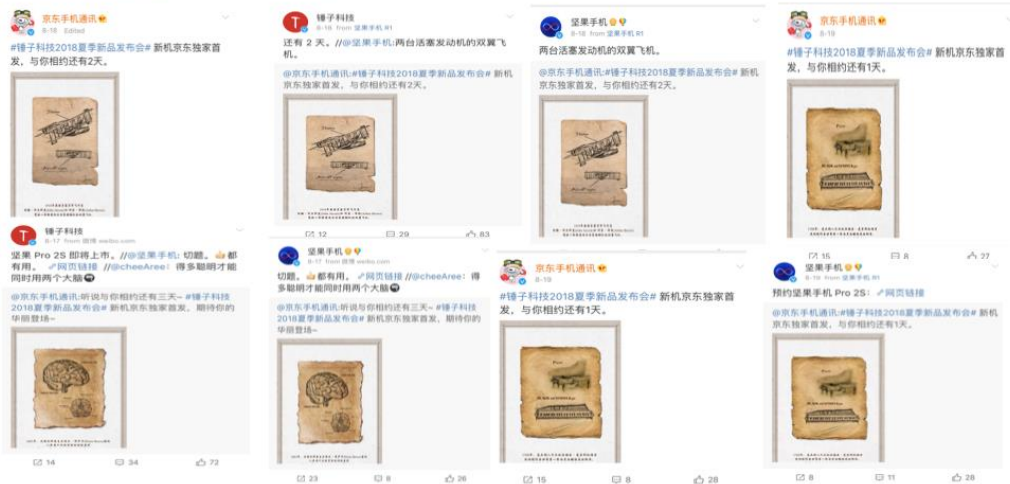 京东手机通讯
8-18 Edited
#锤子科技2018夏季新品发布会# 新机京东独家首
发，与你相约还有2天。
锤子科技
8-18 from 坚果手机 R1
还有 2 天。//@坚果手机:两台活塞发动机的双翼飞
机。
@京东手机通讯:#锤子科技2018夏季新品发布会# 新机
京东独家首发，与你相约还有2天。
12 29 83
坚果手机
8-18 from 坚果手机 R1
两台活塞发动机的双翼飞机。
@京东手机通讯:#锤子科技2018夏季新品发布会# 新机
京东独家首发，与你相约还有2天。
京东手机通讯
8-19
#锤子科技2018夏季新品发布会# 新机京东独家首
发，与你相约还有1天。
15 8 27
锤子科技
8-17 from 微博 weibo.com
坚果 Pro 2S 即将上市。//@坚果手机: 切题。👍都
有用。 网页链接 //@cheeAree：得多聪明才能
同时用两个大脑
@京东手机通讯:听说与你相约还有三天~ #锤子科技
2018夏季新品发布会# 新机京东独家首发，期待你的
华丽登场~
14 34 72
坚果手机
8-17 from 微博 weibo.com
切题。👍都有用。 网页链接 //@cheeAree：得
多聪明才能同时用两个大脑
@京东手机通讯:听说与你相约还有三天~ #锤子科技
2018夏季新品发布会# 新机京东独家首发，期待你的
华丽登场~
23 8 26
京东手机通讯
8-19
#锤子科技2018夏季新品发布会# 新机京东独家首
发，与你相约还有1天。
15 8 28
坚果手机
8-19 from 坚果手机 R1
预约坚果手机 Pro 2S： 网页链接
@京东手机通讯:#锤子科技2018夏季新品发布会# 新机
京东独家首发，与你相约还有1天。
8 11 28